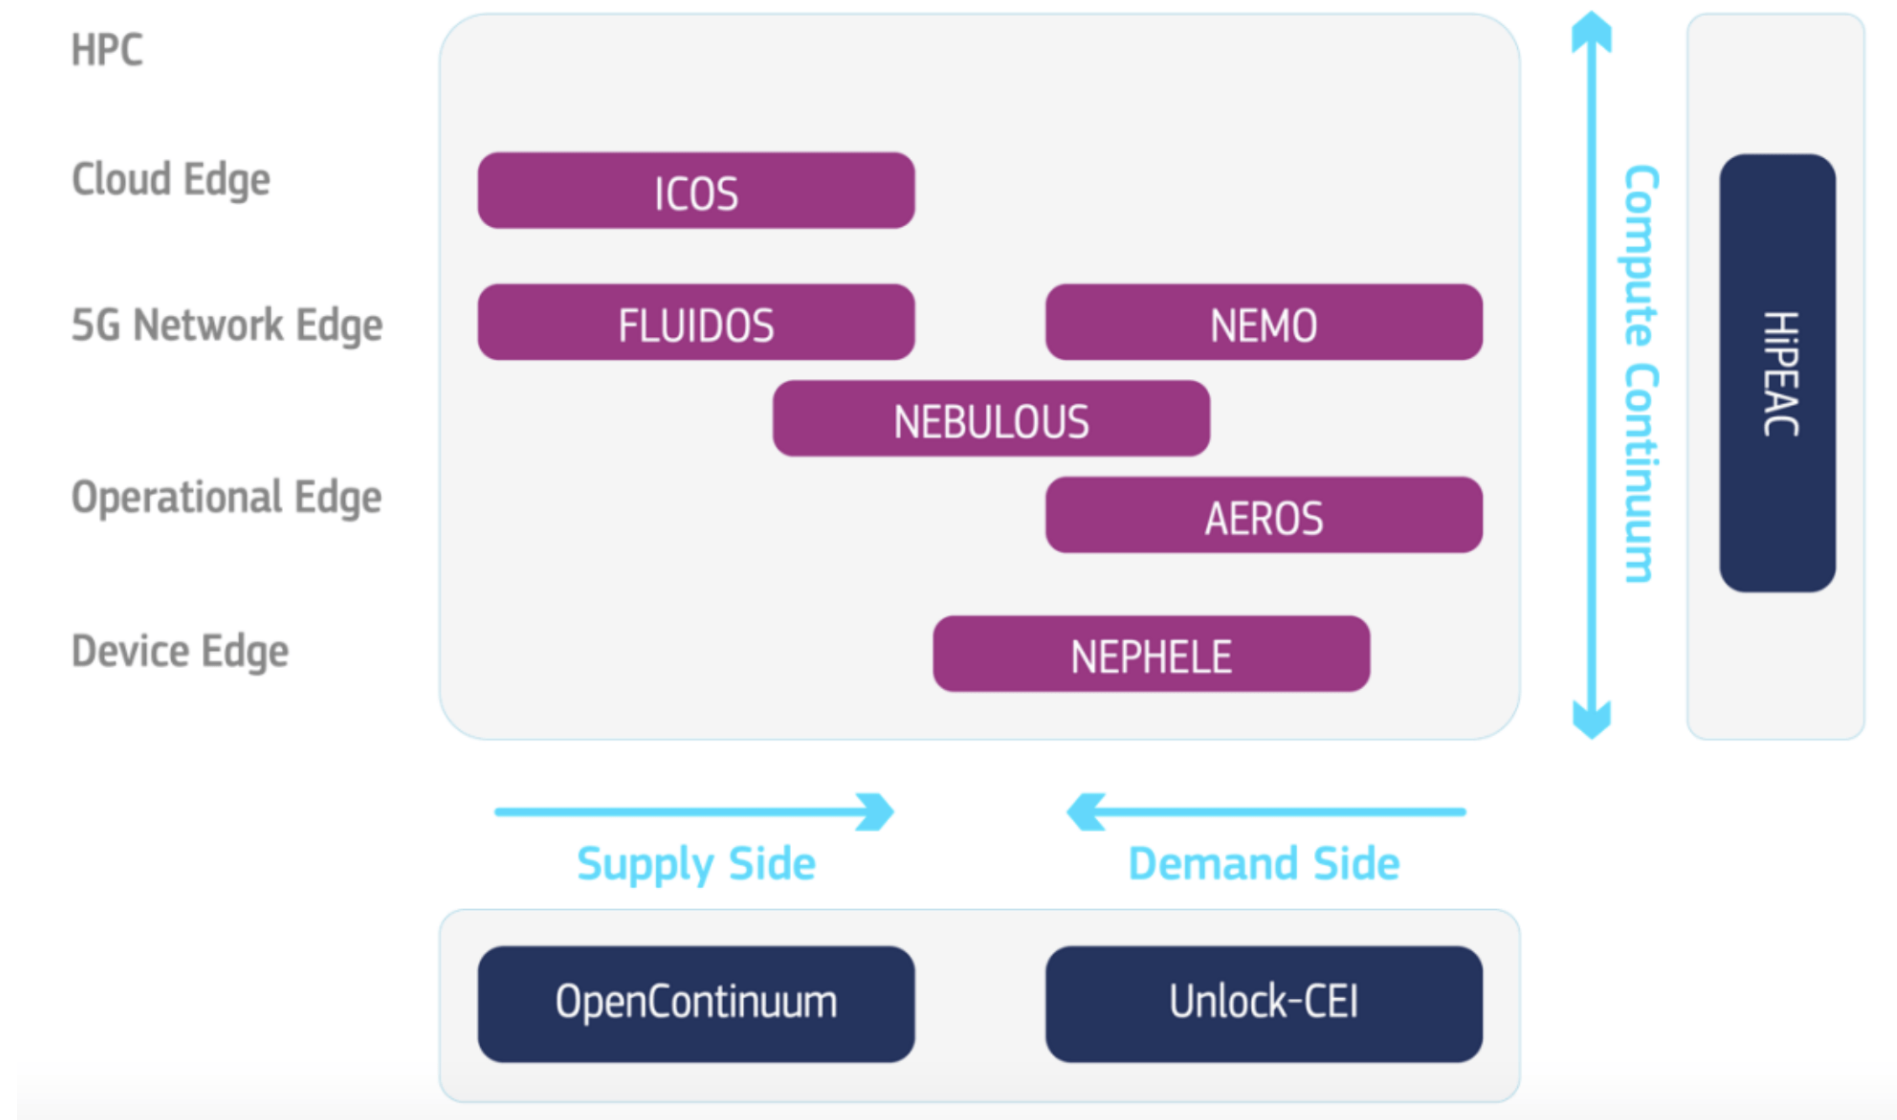 HPC
Cloud Edge
ICOS
5G Network Edge
FLUIDOS
NEMO
NEBULOUS
Operational Edge
AEROS
Device Edge
NEPHELE
Compute Continuum
HiPEAC
Supply Side
Demand Side
OpenContinuum
Unlock-CEI